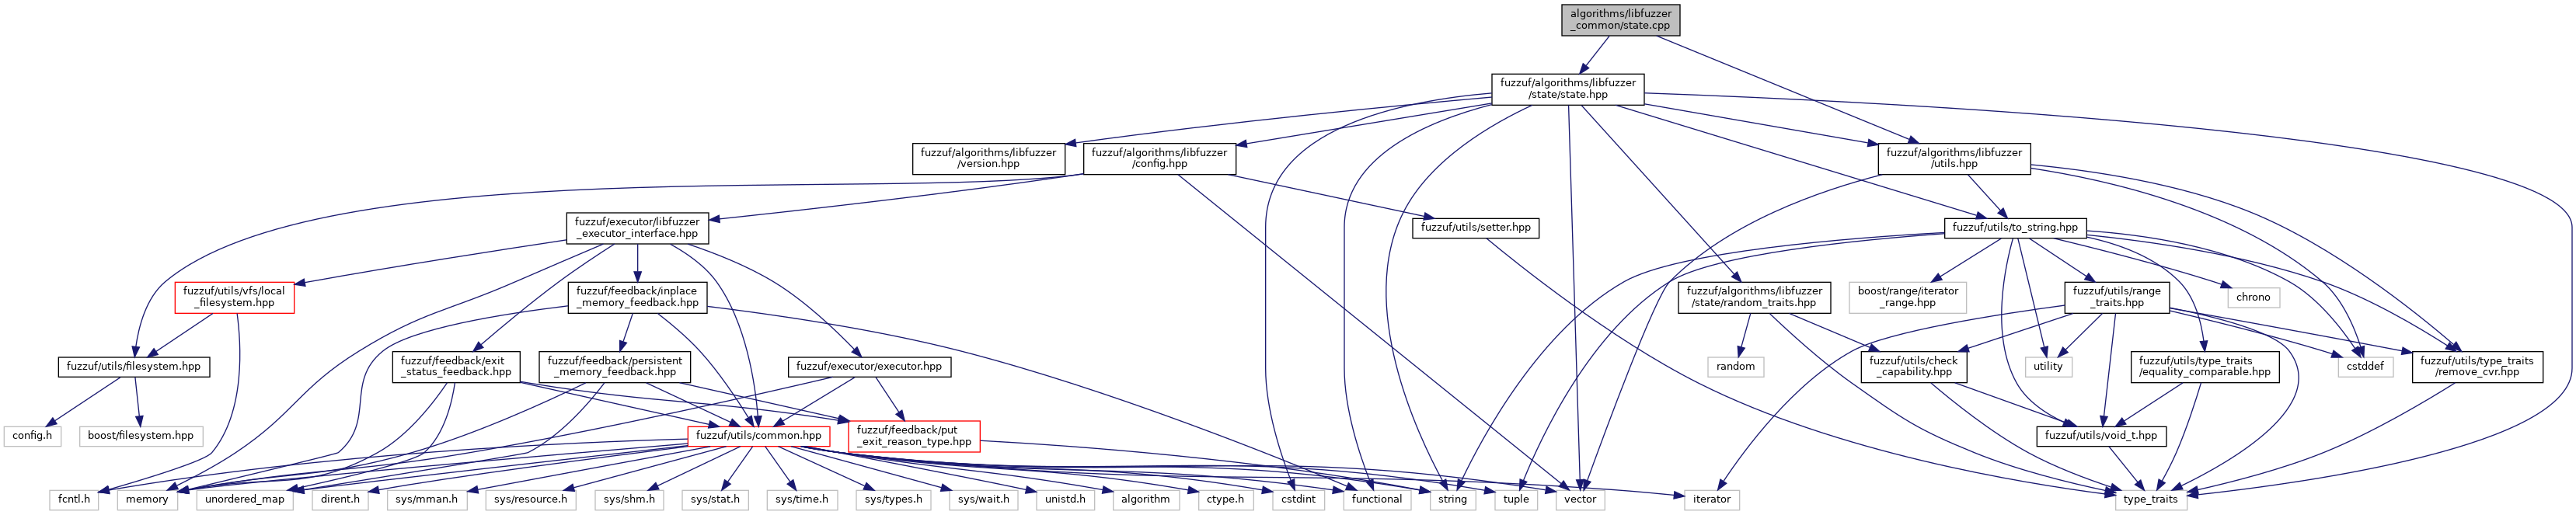 algorithms/libfuzzer
_common/state.cpp
fuzzuf/algorithms/libfuzzer
/state/state.hpp
fuzzuf/algorithms/libfuzzer
/version.hpp
fuzzuf/algorithms/libfuzzer
/config.hpp
fuzzuf/algorithms/libfuzzer
/utils.hpp
fuzzuf/executor/libfuzzer
_executor_interface.hpp
fuzzuf/utils/setter.hpp
fuzzuf/utils/to_string.hpp
fuzzuf/utils/vfs/local
_filesystem.hpp
fuzzuf/feedback/inplace
_memory_feedback.hpp
fuzzuf/algorithms/libfuzzer
/state/random_traits.hpp
boost/range/iterator
_range.hpp
fuzzuf/utils/range
_traits.hpp
chrono
fuzzuf/utils/filesystem.hpp
fuzzuf/feedback/exit
_status_feedback.hpp
fuzzuf/feedback/persistent
_memory_feedback.hpp
fuzzuf/executor/executor.hpp
random
fuzzuf/utils/check
_capability.hpp
utility
fuzzuf/utils/type_traits
/equality_comparable.hpp
cstddef
fuzzuf/utils/type_traits
/remove_cvr.hpp
config.h
boost/filesystem.hpp
fuzzuf/utils/common.hpp
fuzzuf/feedback/put
_exit_reason_type.hpp
fuzzuf/utils/void_t.hpp
fcntl.h
memory
unordered_map
dirent.h
sys/mman.h
sys/resource.h
sys/shm.h
sys/stat.h
sys/time.h
sys/types.h
sys/wait.h
unistd.h
algorithm
ctype.h
cstdint
functional
string
tuple
vector
iterator
type_traits